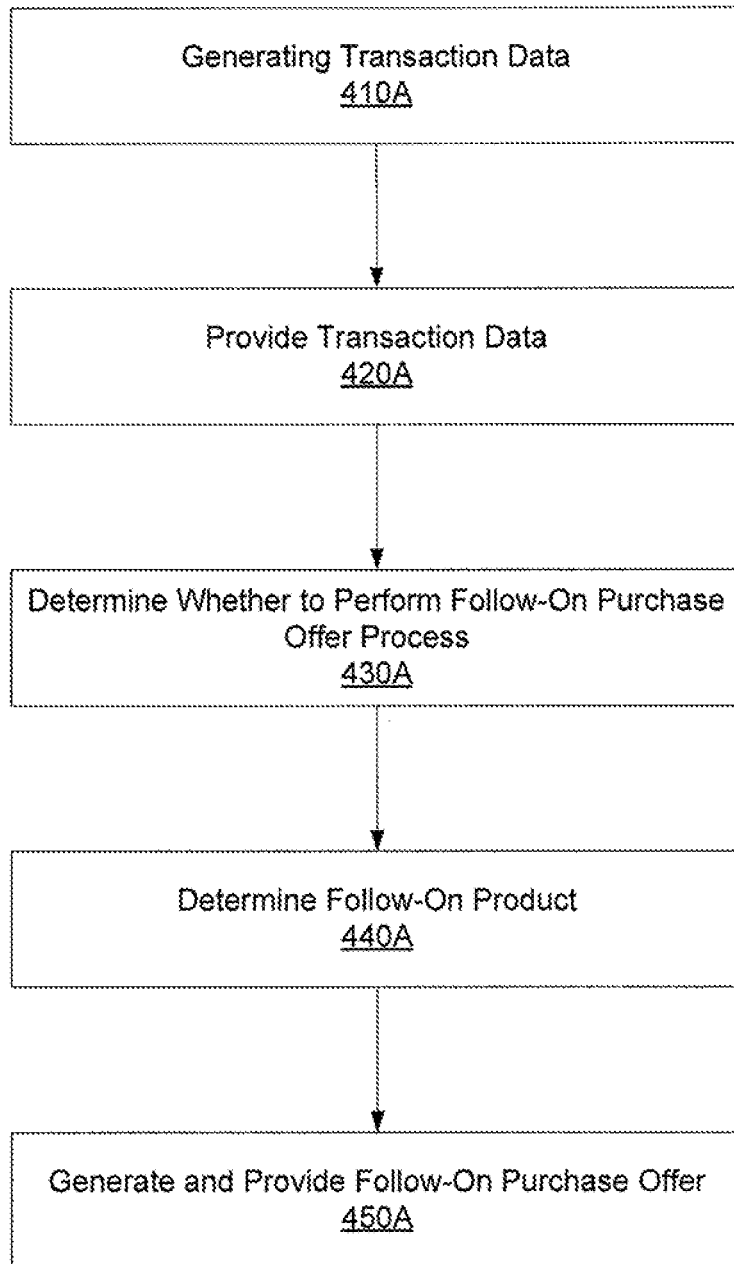 Generating Transaction Data
410A
Provide Transaction Data
420A
Determine Whether to Perform Follow-On Purchase
Offer Process
430A
Determine Follow-On Product
440A
Generate and Provide Follow-On Purchase Offer
450A